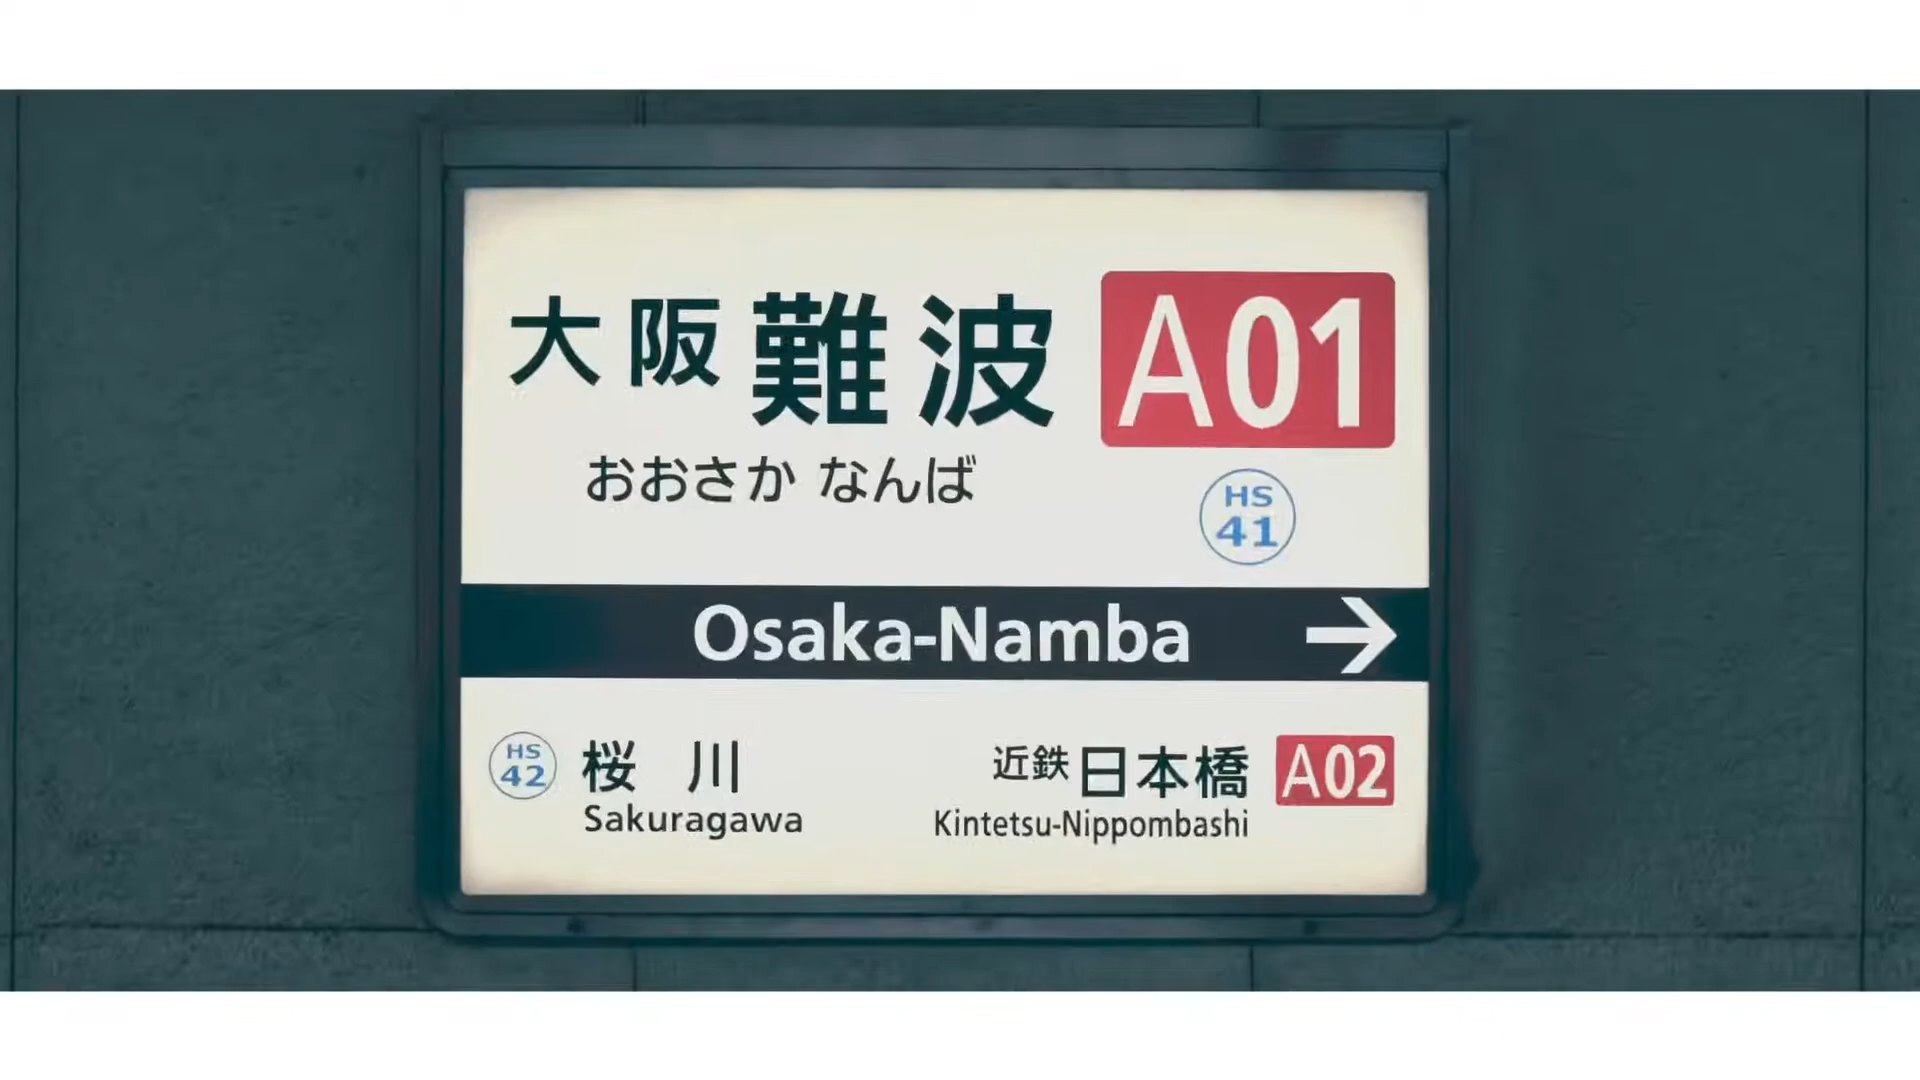 大阪難波 A01
おおさか なんば
HS 41
Osaka-Namba →
HS 42 桜川 近鉄日本橋 A02
Sakuragawa Kintetsu-Nippombashi